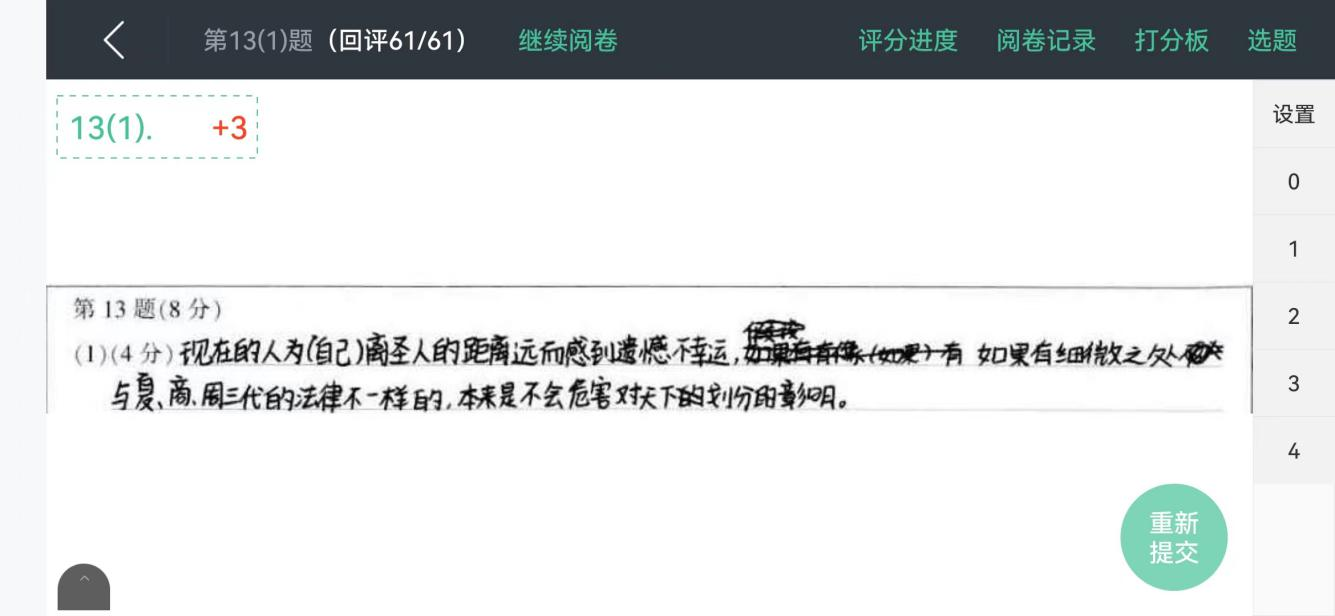 第13(1)题（回评61/61） 继续阅卷 评分进度 阅卷记录 打分板 选题
13(1). +3
设置
0
1
2
3
4
第 13 题(8 分)
(1)(4 分)现在的人为(自己)离圣人的距离远而感到遗憾不幸运，有 如果有细微之处
与夏、商、周三代的法律不一样的，本来是不会危害对天下的划分的影响。
重新
提交